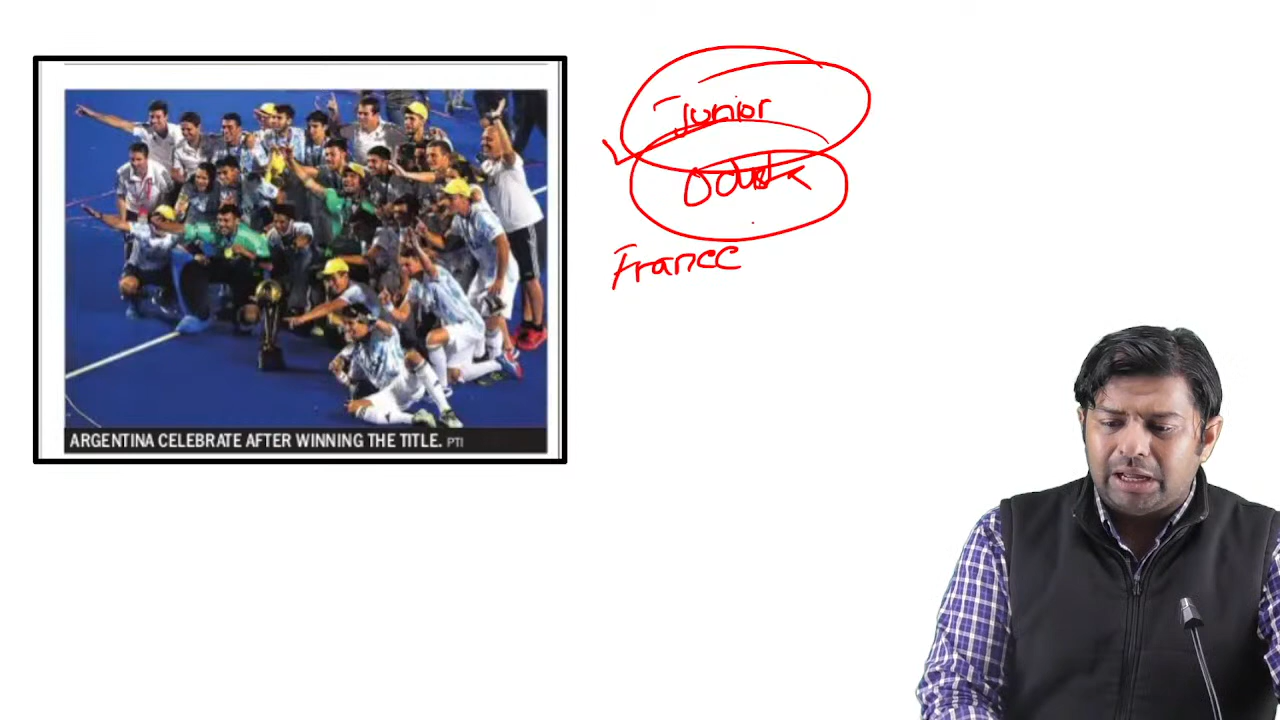 Junior
France
ARGENTINA CELEBRATE AFTER WINNING THE TITLE. PTI